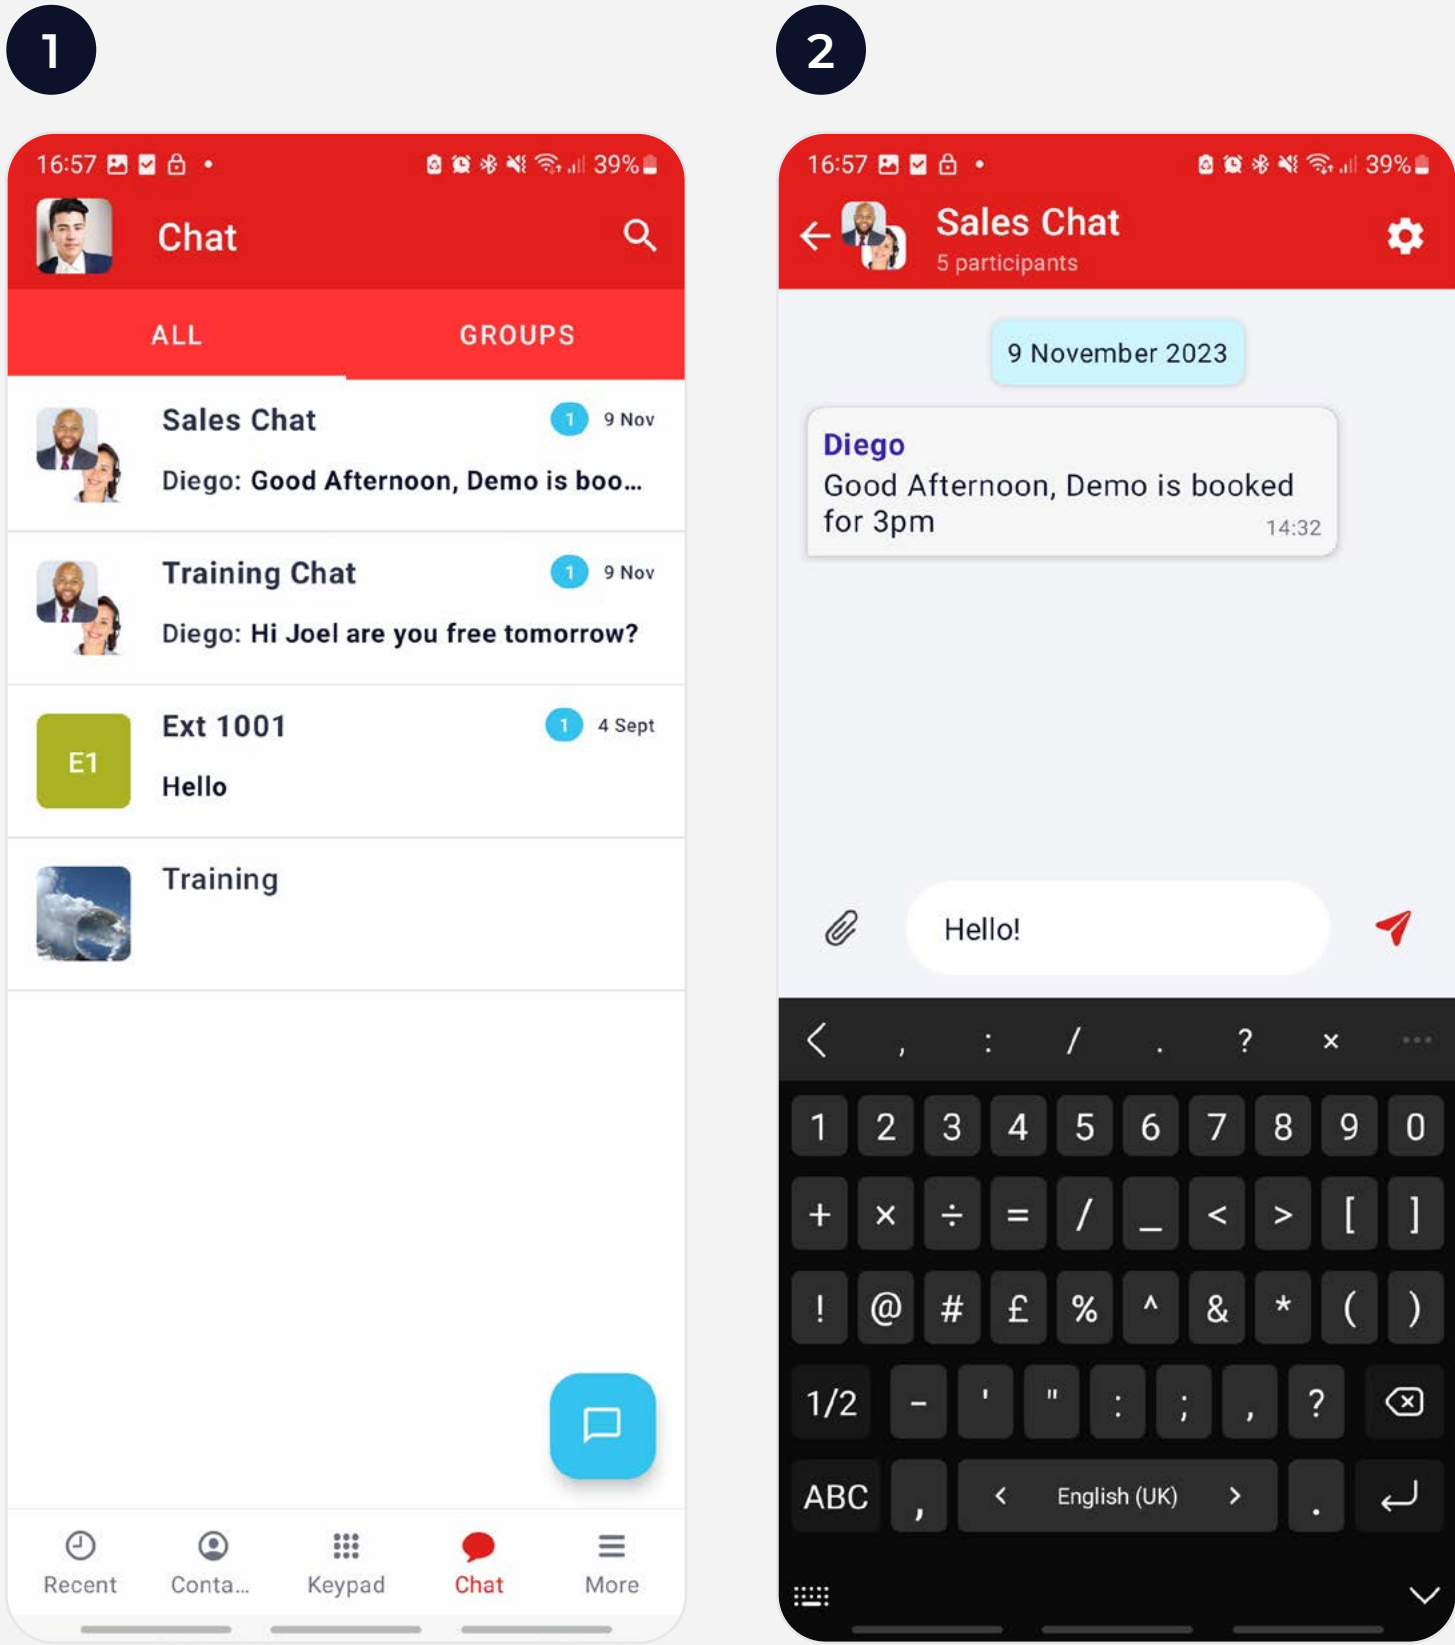 1
16:57
39%
Chat
ALL
GROUPS
Sales Chat
1
9 Nov
Diego: Good Afternoon, Demo is boo...
Training Chat
1
9 Nov
Diego: Hi Joel are you free tomorrow?
E1
Ext 1001
1
4 Sept
Hello
Training
Recent
Conta...
Keypad
Chat
More
2
16:57
39%
Sales Chat
5 participants
9 November 2023
Diego
Good Afternoon, Demo is booked
for 3pm
14:32
Hello!
, : / . ? ×
1 2 3 4 5 6 7 8 9 0
+ × ÷ = / _ < > [ ]
! @ # £ % ^ & * ( )
1/2 - ' " : ; , ?
ABC , < English (UK) > .